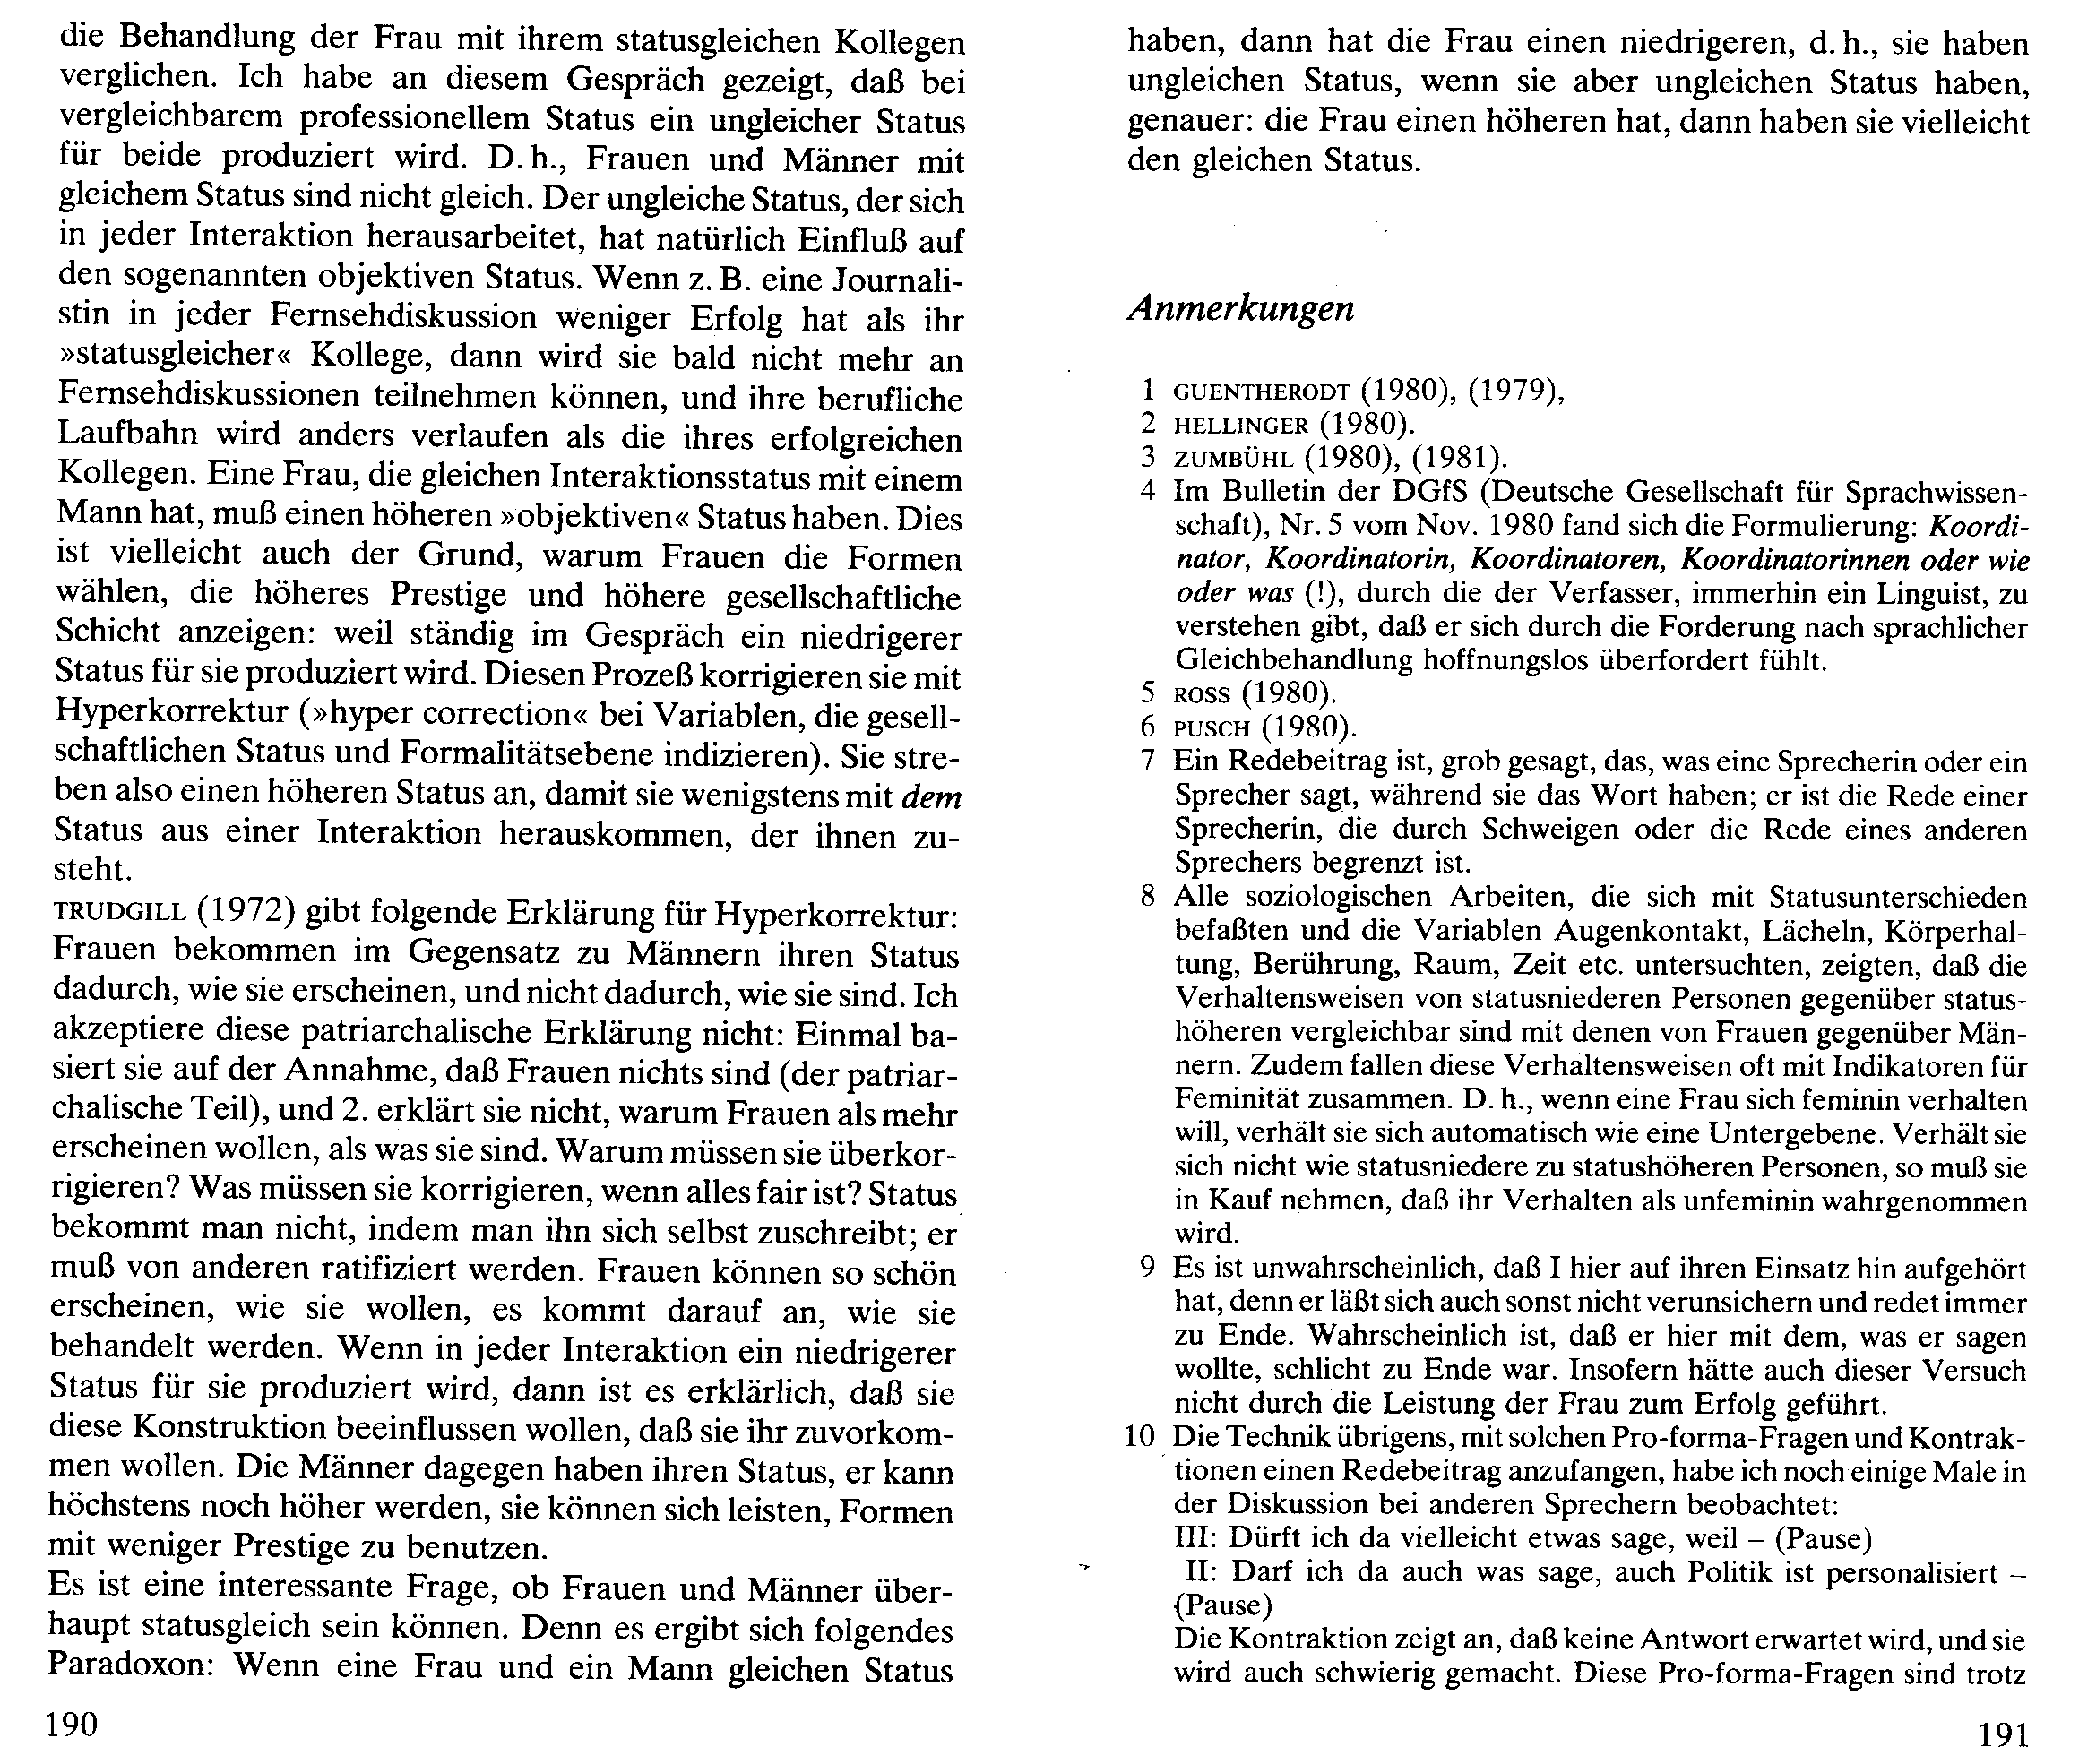 die Behandlung der Frau mit ihrem statusgleichen Kollegen
verglichen. Ich habe an diesem Gespräch gezeigt, daß bei
vergleichbarem professionellem Status ein ungleicher Status
für beide produziert wird. D. h., Frauen und Männer mit
gleichem Status sind nicht gleich. Der ungleiche Status, der sich
in jeder Interaktion herausarbeitet, hat natürlich Einfluß auf
den sogenannten objektiven Status. Wenn z. B. eine Journali-
stin in jeder Fernsehdiskussion weniger Erfolg hat als ihr
»statusgleicher« Kollege, dann wird sie bald nicht mehr an
Fernsehdiskussionen teilnehmen können, und ihre berufliche
Laufbahn wird anders verlaufen als die ihres erfolgreichen
Kollegen. Eine Frau, die gleichen Interaktionsstatus mit einem
Mann hat, muß einen höheren »objektiven« Status haben. Dies
ist vielleicht auch der Grund, warum Frauen die Formen
wählen, die höheres Prestige und höhere gesellschaftliche
Schicht anzeigen: weil ständig im Gespräch ein niedrigerer
Status für sie produziert wird. Diesen Prozeß korrigieren sie mit
Hyperkorrektur (»hyper correction« bei Variablen, die gesell-
schaftlichen Status und Formalitätsebene indizieren). Sie stre-
ben also einen höheren Status an, damit sie wenigstens mit dem
Status aus einer Interaktion herauskommen, der ihnen zu-
steht.
TRUDGILL (1972) gibt folgende Erklärung für Hyperkorrektur:
Frauen bekommen im Gegensatz zu Männern ihren Status
dadurch, wie sie erscheinen, und nicht dadurch, wie sie sind. Ich
akzeptiere diese patriarchalische Erklärung nicht: Einmal ba-
siert sie auf der Annahme, daß Frauen nichts sind (der patriar-
chalische Teil), und 2. erklärt sie nicht, warum Frauen als mehr
erscheinen wollen, als was sie sind. Warum müssen sie überkor-
rigieren? Was müssen sie korrigieren, wenn alles fair ist? Status
bekommt man nicht, indem man ihn sich selbst zuschreibt; er
muß von anderen ratifiziert werden. Frauen können so schön
erscheinen, wie sie wollen, es kommt darauf an, wie sie
behandelt werden. Wenn in jeder Interaktion ein niedrigerer
Status für sie produziert wird, dann ist es erklärlich, daß sie
diese Konstruktion beeinflussen wollen, daß sie ihr zuvorkom-
men wollen. Die Männer dagegen haben ihren Status, er kann
höchstens noch höher werden, sie können sich leisten, Formen
mit weniger Prestige zu benutzen.
Es ist eine interessante Frage, ob Frauen und Männer über-
haupt statusgleich sein können. Denn es ergibt sich folgendes
Paradoxon: Wenn eine Frau und ein Mann gleichen Status
190
haben, dann hat die Frau einen niedrigeren, d. h., sie haben
ungleichen Status, wenn sie aber ungleichen Status haben,
genauer: die Frau einen höheren hat, dann haben sie vielleicht
den gleichen Status.
Anmerkungen
1 GUENTHERODT (1980), (1979),
2 HELLINGER (1980).
3 ZUMBÜHL (1980), (1981).
4 Im Bulletin der DGfS (Deutsche Gesellschaft für Sprachwissen-
schaft), Nr. 5 vom Nov. 1980 fand sich die Formulierung: Koordi-
nator, Koordinatorin, Koordinatoren, Koordinatorinnen oder wie
oder was (!), durch die der Verfasser, immerhin ein Linguist, zu
verstehen gibt, daß er sich durch die Forderung nach sprachlicher
Gleichbehandlung hoffnungslos überfordert fühlt.
5 ROSS (1980).
6 PUSCH (1980).
7 Ein Redebeitrag ist, grob gesagt, das, was eine Sprecherin oder ein
Sprecher sagt, während sie das Wort haben; er ist die Rede einer
Sprecherin, die durch Schweigen oder die Rede eines anderen
Sprechers begrenzt ist.
8 Alle soziologischen Arbeiten, die sich mit Statusunterschieden
befaßten und die Variablen Augenkontakt, Lächeln, Körperhal-
tung, Berührung, Raum, Zeit etc. untersuchten, zeigten, daß die
Verhaltensweisen von statusniederen Personen gegenüber status-
höheren vergleichbar sind mit denen von Frauen gegenüber Män-
nern. Zudem fallen diese Verhaltensweisen oft mit Indikatoren für
Feminität zusammen. D. h., wenn eine Frau sich feminin verhalten
will, verhält sie sich automatisch wie eine Untergebene. Verhält sie
sich nicht wie statusniedere zu statushöheren Personen, so muß sie
in Kauf nehmen, daß ihr Verhalten als unfeminin wahrgenommen
wird.
9 Es ist unwahrscheinlich, daß I hier auf ihren Einsatz hin aufgehört
hat, denn er läßt sich auch sonst nicht verunsichern und redet immer
zu Ende. Wahrscheinlich ist, daß er hier mit dem, was er sagen
wollte, schlicht zu Ende war. Insofern hätte auch dieser Versuch
nicht durch die Leistung der Frau zum Erfolg geführt.
10 Die Technik übrigens, mit solchen Pro-forma-Fragen und Kontrak-
tionen einen Redebeitrag anzufangen, habe ich noch einige Male in
der Diskussion bei anderen Sprechern beobachtet:
III: Dürft ich da vielleicht etwas sage, weil – (Pause)
II: Darf ich da auch was sage, auch Politik ist personalisiert –
(Pause)
Die Kontraktion zeigt an, daß keine Antwort erwartet wird, und sie
wird auch schwierig gemacht. Diese Pro-forma-Fragen sind trotz
191